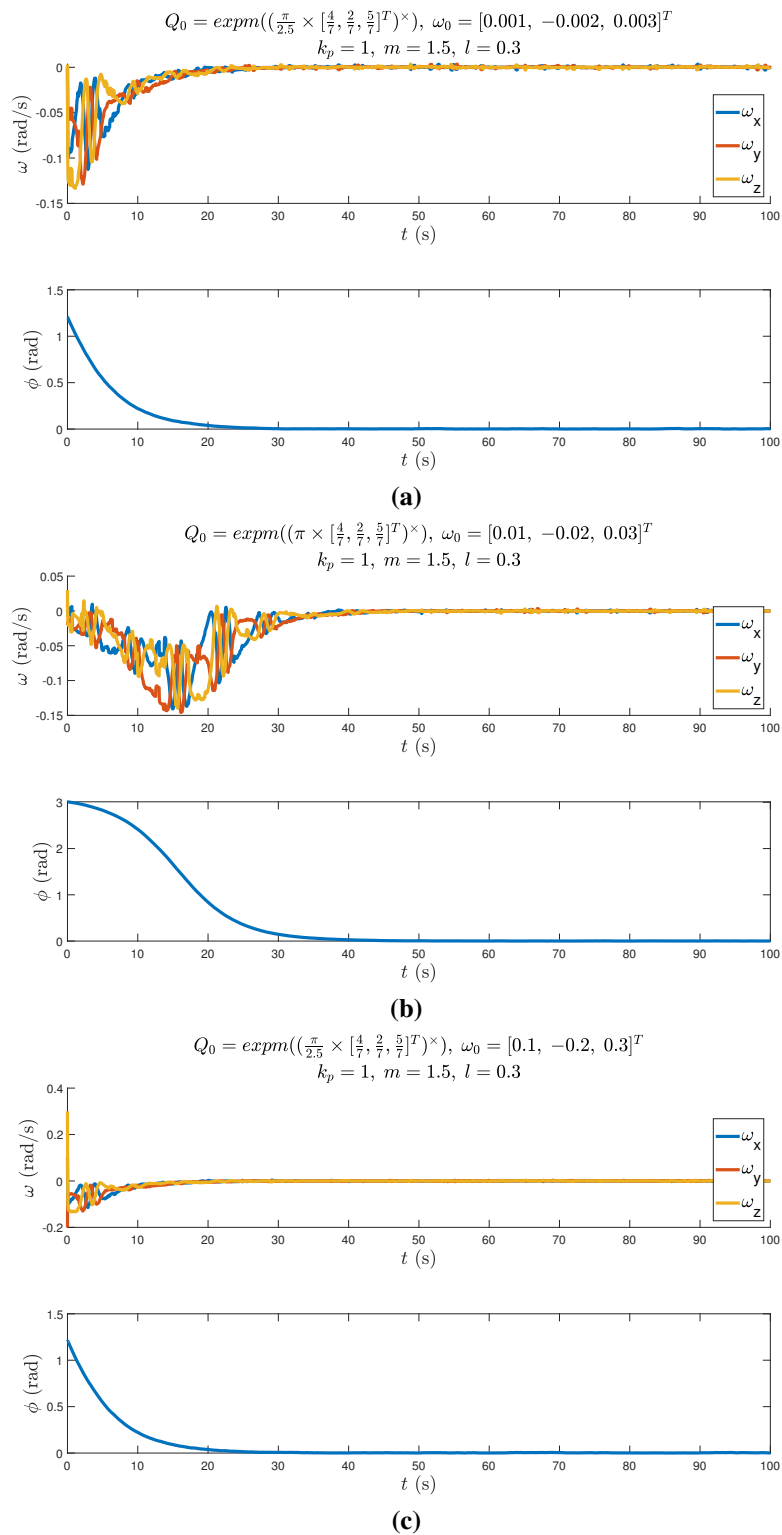 Q₀ = expm((π/2.5 × [4/7, 2/7, 5/7]ᵀ)ˣ), ω₀ = [0.001, −0.002, 0.003]ᵀ
kₚ = 1, m = 1.5, l = 0.3
0
-0.05
-0.1
-0.15
ω (rad/s)
ω_x
ω_y
ω_z
0 10 20 30 40 50 60 70 80 90 100
t (s)
1.5
1
0.5
0
ϕ (rad)
0 10 20 30 40 50 60 70 80 90 100
t (s)
(a)
Q₀ = expm((π × [4/7, 2/7, 5/7]ᵀ)ˣ), ω₀ = [0.01, −0.02, 0.03]ᵀ
kₚ = 1, m = 1.5, l = 0.3
0.05
0
-0.05
-0.1
-0.15
ω (rad/s)
ω_x
ω_y
ω_z
0 10 20 30 40 50 60 70 80 90 100
t (s)
3
2
1
0
ϕ (rad)
0 10 20 30 40 50 60 70 80 90 100
t (s)
(b)
Q₀ = expm((π/2.5 × [4/7, 2/7, 5/7]ᵀ)ˣ), ω₀ = [0.1, −0.2, 0.3]ᵀ
kₚ = 1, m = 1.5, l = 0.3
0.4
0.2
0
-0.2
ω (rad/s)
ω_x
ω_y
ω_z
0 10 20 30 40 50 60 70 80 90 100
t (s)
1.5
1
0.5
0
ϕ (rad)
0 10 20 30 40 50 60 70 80 90 100
t (s)
(c)